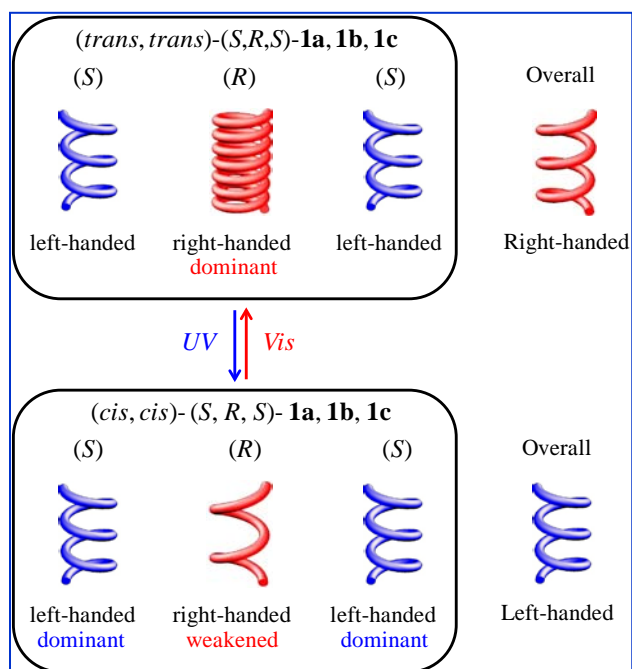 (trans, trans)-(S,R,S)-1a, 1b, 1c
(S) (R) (S) Overall
left-handed right-handed left-handed Right-handed
dominant
UV Vis
(cis, cis)- (S, R, S)- 1a, 1b, 1c
(S) (R) (S) Overall
left-handed right-handed left-handed Left-handed
dominant weakened dominant